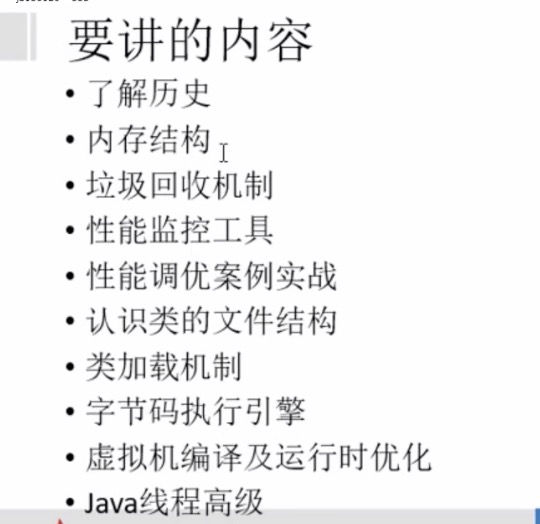 要讲的内容
• 了解历史
• 内存结构
• 垃圾回收机制
• 性能监控工具
• 性能调优案例实战
• 认识类的文件结构
• 类加载机制
• 字节码执行引擎
• 虚拟机编译及运行时优化
• Java线程高级